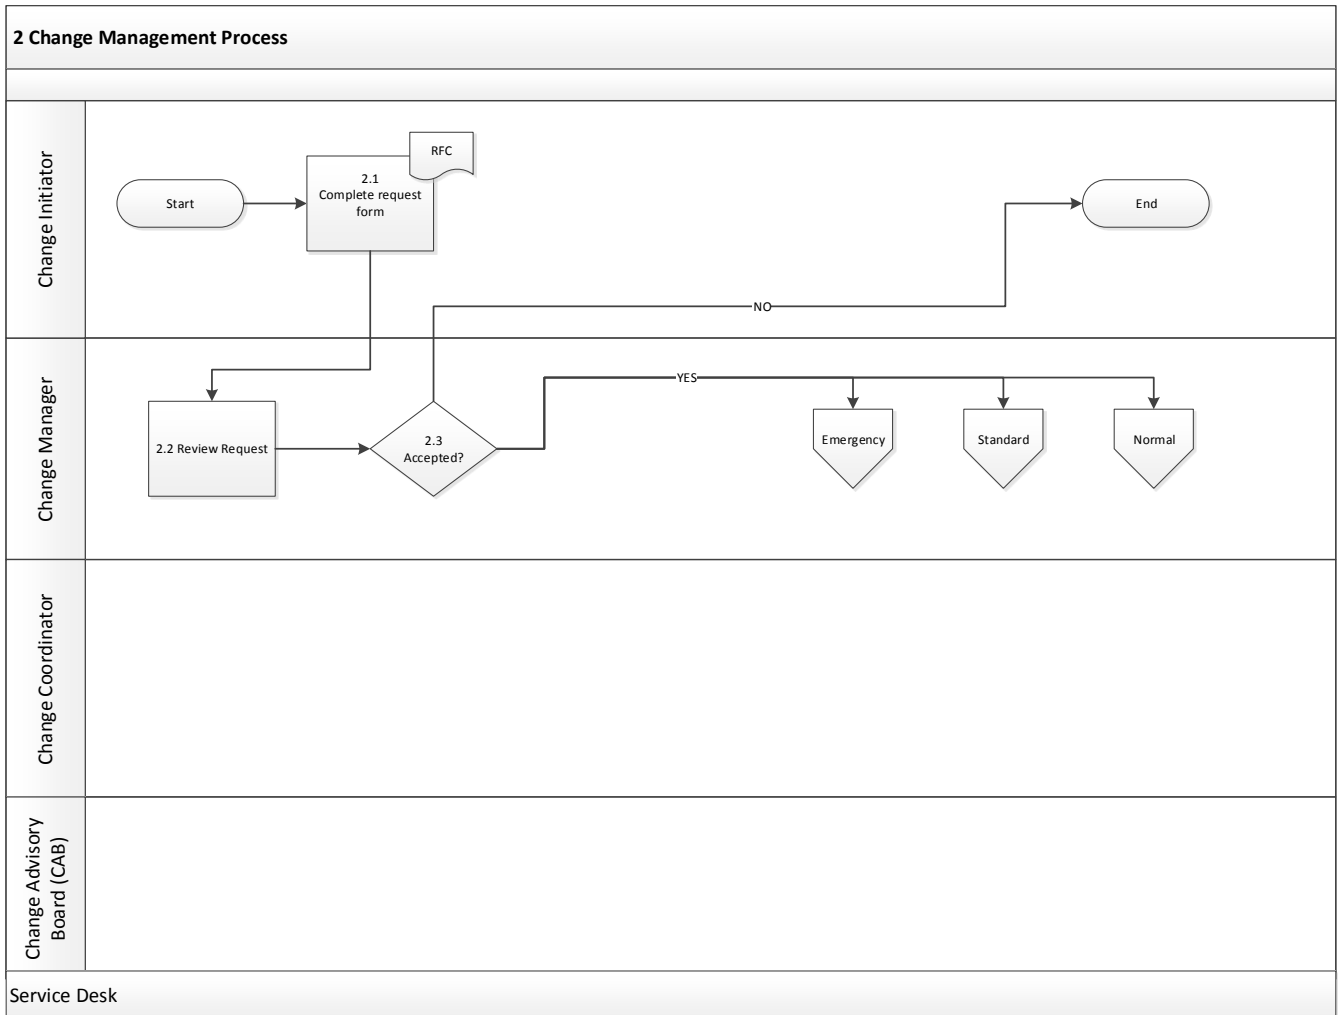 2 Change Management Process
Change Initiator
Start
2.1
Complete request
form
RFC
End
NO
Change Manager
2.2 Review Request
2.3
Accepted?
YES
Emergency
Standard
Normal
Change Coordinator
Change Advisory
Board (CAB)
Service Desk